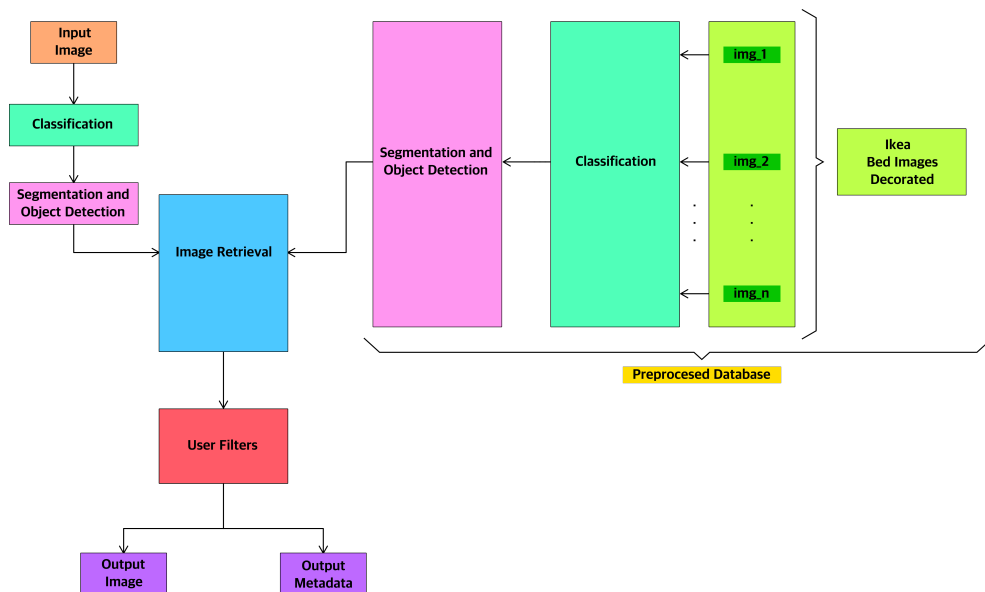 Input
Image
Classification
Segmentation and
Object Detection
Image Retrieval
User Filters
Output
Image
Output
Metadata
Segmentation and
Object Detection
Classification
img_1
img_2
img_n
Ikea
Bed Images
Decorated
Preprocesed Database